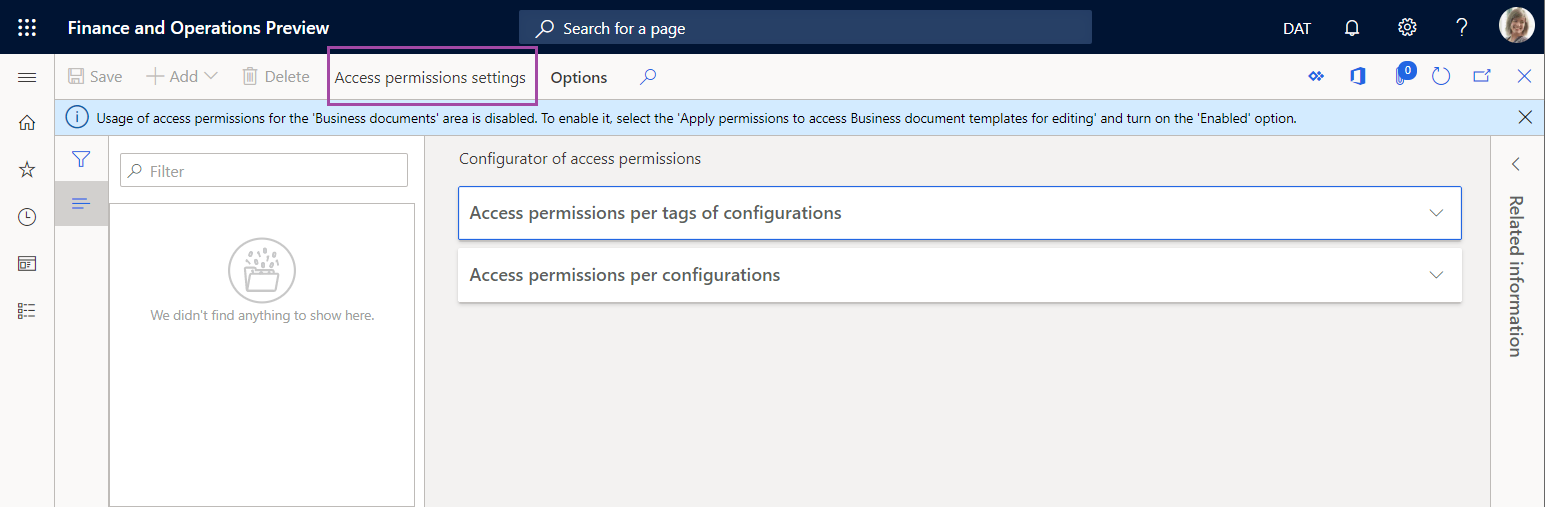 Finance and Operations Preview
Search for a page
DAT
Save
Add
Delete
Access permissions settings
Options
0
Usage of access permissions for the 'Business documents' area is disabled. To enable it, select the 'Apply permissions to access Business document templates for editing' and turn on the 'Enabled' option.
Filter
We didn't find anything to show here.
Configurator of access permissions
Access permissions per tags of configurations
Access permissions per configurations
Related information